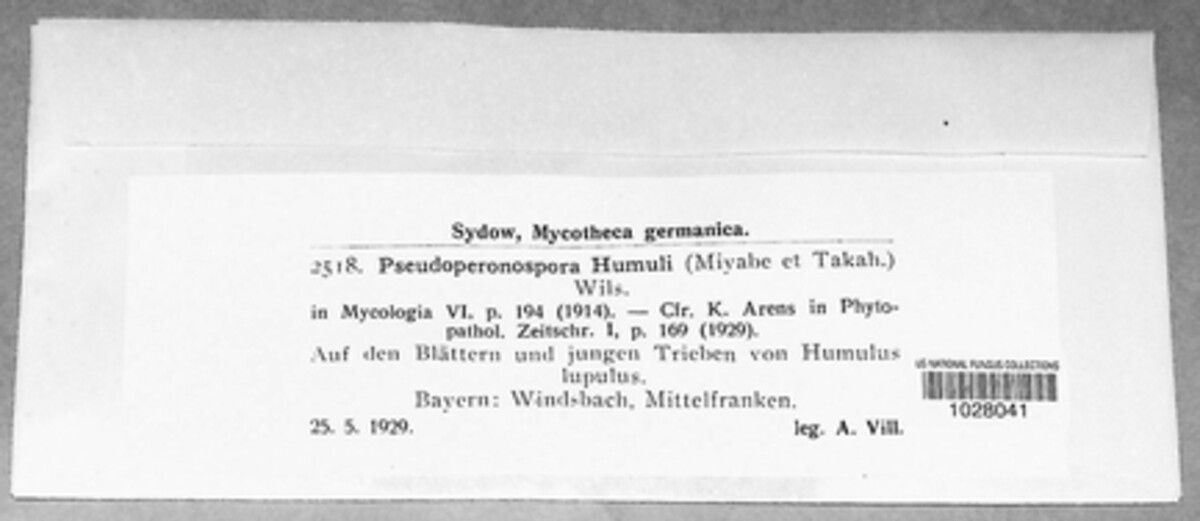 Sydow, Mycotheca germanica.
2518. Pseudoperonospora Humuli (Miyabe et Takah.)
Wils.
in Mycologia VI. p. 194 (1914). — Cfr. K. Arens in Phyto-
pathol. Zeitschr. I, p. 169 (1929).
Auf den Blättern und jungen Trieben von Humulus
lupulus.
Bayern: Windsbach, Mittelfranken.
25. 5. 1929. leg. A. Vill.
US NATIONAL FUNGUS COLLECTIONS
1028041